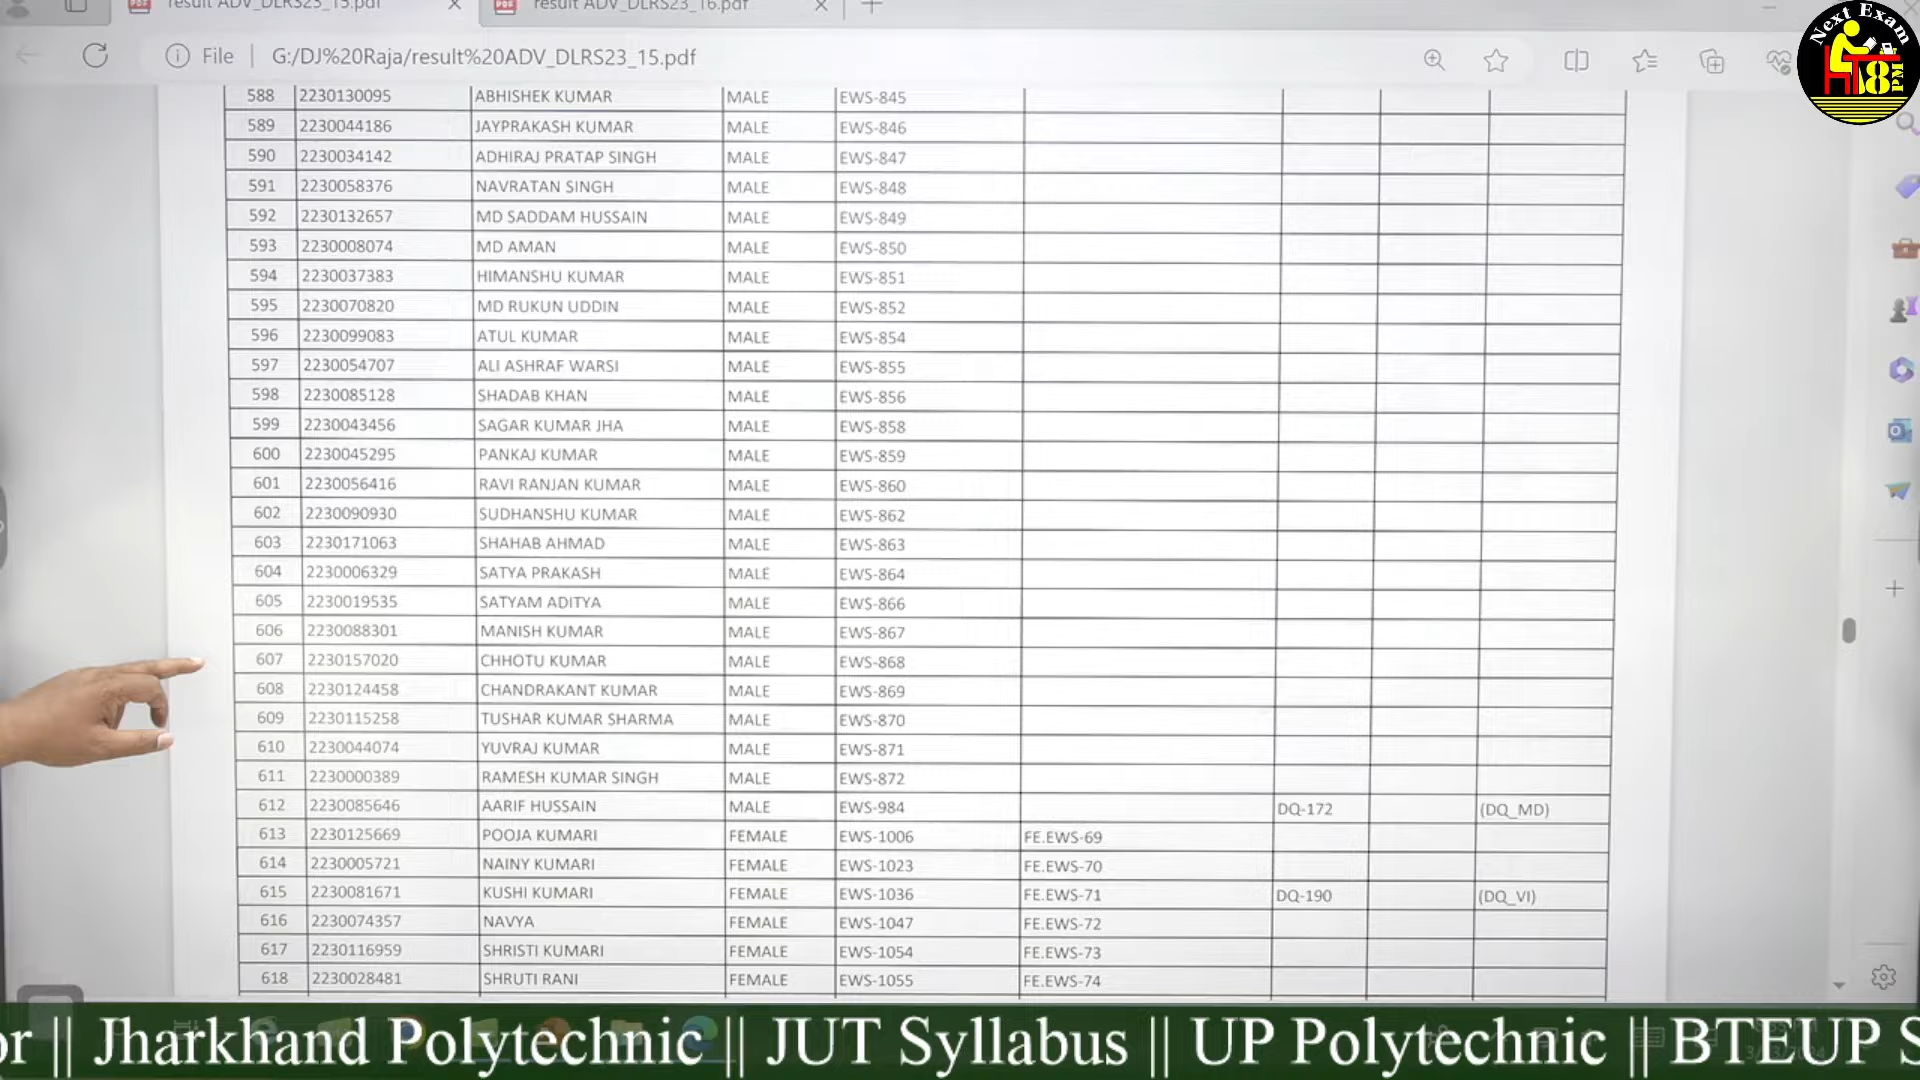 result ADV_DLRS23_15.pdf
result ADV_DLRS23_16.pdf
Next Exam
8 PM
File
G:/DJ%20Raja/result%20ADV_DLRS23_15.pdf
588 2230130095 ABHISHEK KUMAR MALE EWS-845
589 2230044186 JAYPRAKASH KUMAR MALE EWS-846
590 2230034142 ADHIRAJ PRATAP SINGH MALE EWS-847
591 2230058376 NAVRATAN SINGH MALE EWS-848
592 2230132657 MD SADDAM HUSSAIN MALE EWS-849
593 2230008074 MD AMAN MALE EWS-850
594 2230037383 HIMANSHU KUMAR MALE EWS-851
595 2230070820 MD RUKUN UDDIN MALE EWS-852
596 2230099083 ATUL KUMAR MALE EWS-854
597 2230054707 ALI ASHRAF WARSI MALE EWS-855
598 2230085128 SHADAB KHAN MALE EWS-856
599 2230043456 SAGAR KUMAR JHA MALE EWS-858
600 2230045295 PANKAJ KUMAR MALE EWS-859
601 2230056416 RAVI RANJAN KUMAR MALE EWS-860
602 2230090930 SUDHANSHU KUMAR MALE EWS-862
603 2230171063 SHAHAB AHMAD MALE EWS-863
604 2230006329 SATYA PRAKASH MALE EWS-864
605 2230019535 SATYAM ADITYA MALE EWS-866
606 2230088301 MANISH KUMAR MALE EWS-867
607 2230157020 CHHOTU KUMAR MALE EWS-868
608 2230124458 CHANDRAKANT KUMAR MALE EWS-869
609 2230115258 TUSHAR KUMAR SHARMA MALE EWS-870
610 2230044074 YUVRAJ KUMAR MALE EWS-871
611 2230000389 RAMESH KUMAR SINGH MALE EWS-872
612 2230085646 AARIF HUSSAIN MALE EWS-984 DQ-172 (DQ_MD)
613 2230125669 POOJA KUMARI FEMALE EWS-1006 FE.EWS-69
614 2230005721 NAINY KUMARI FEMALE EWS-1023 FE.EWS-70
615 2230081671 KUSHI KUMARI FEMALE EWS-1036 FE.EWS-71 DQ-190 (DQ_VI)
616 2230074357 NAVYA FEMALE EWS-1047 FE.EWS-72
617 2230116959 SHRISTI KUMARI FEMALE EWS-1054 FE.EWS-73
618 2230028481 SHRUTI RANI FEMALE EWS-1055 FE.EWS-74
or || Jharkhand Polytechnic || JUT Syllabus || UP Polytechnic || BTEUP S